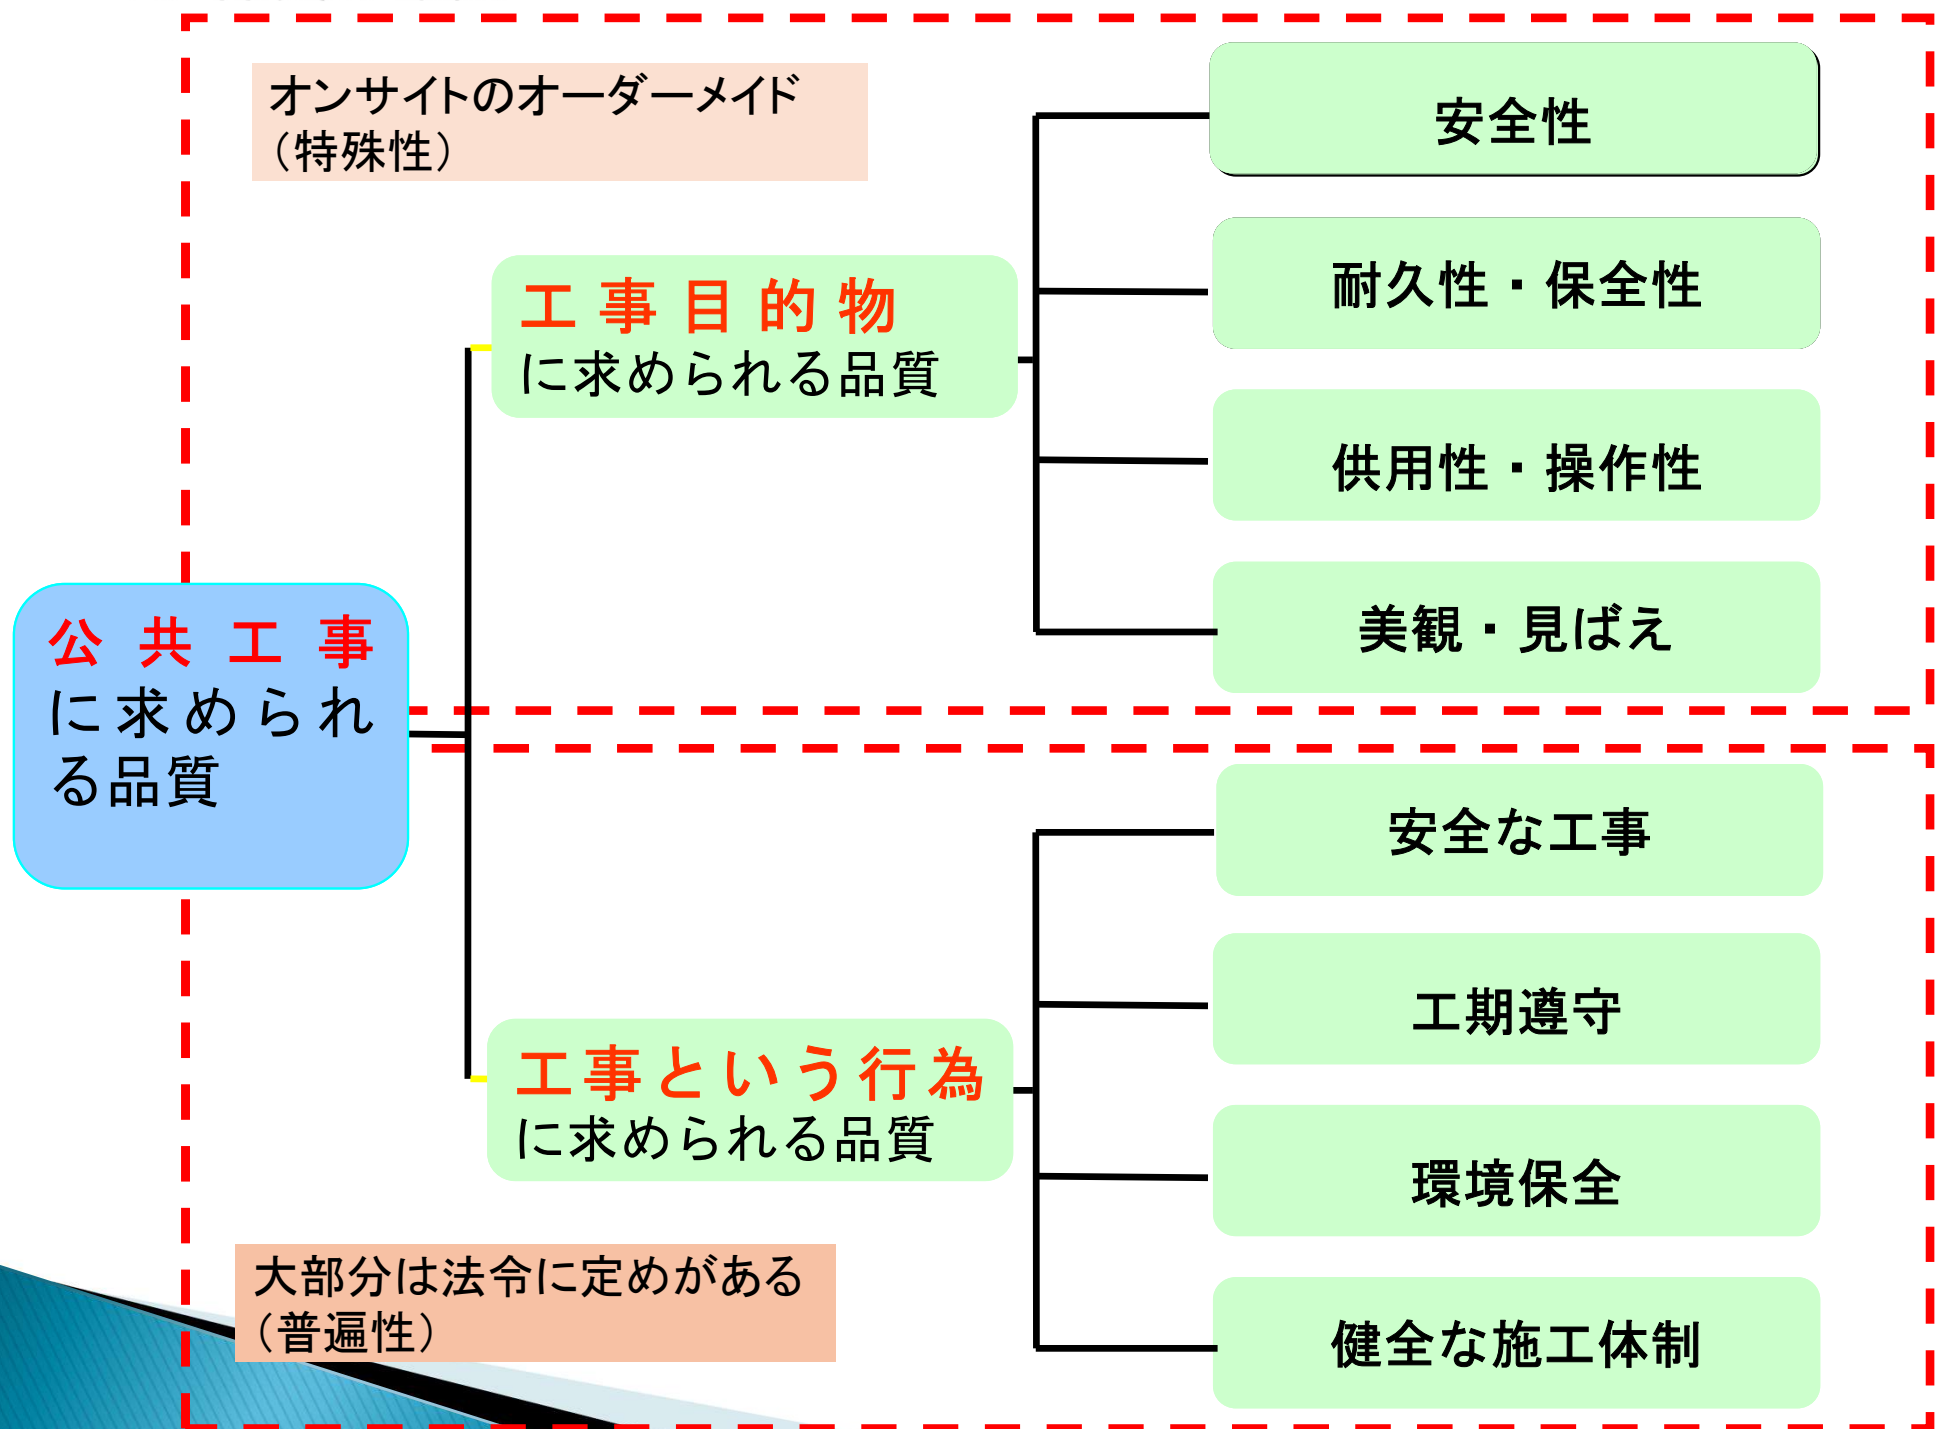 オンサイトのオーダーメイド
（特殊性）
安全性
工事目的物
に求められる品質
耐久性・保全性
供用性・操作性
美観・見ばえ
公共工事
に求められ
る品質
安全な工事
工期遵守
工事という行為
に求められる品質
環境保全
大部分は法令に定めがある
（普遍性）
健全な施工体制